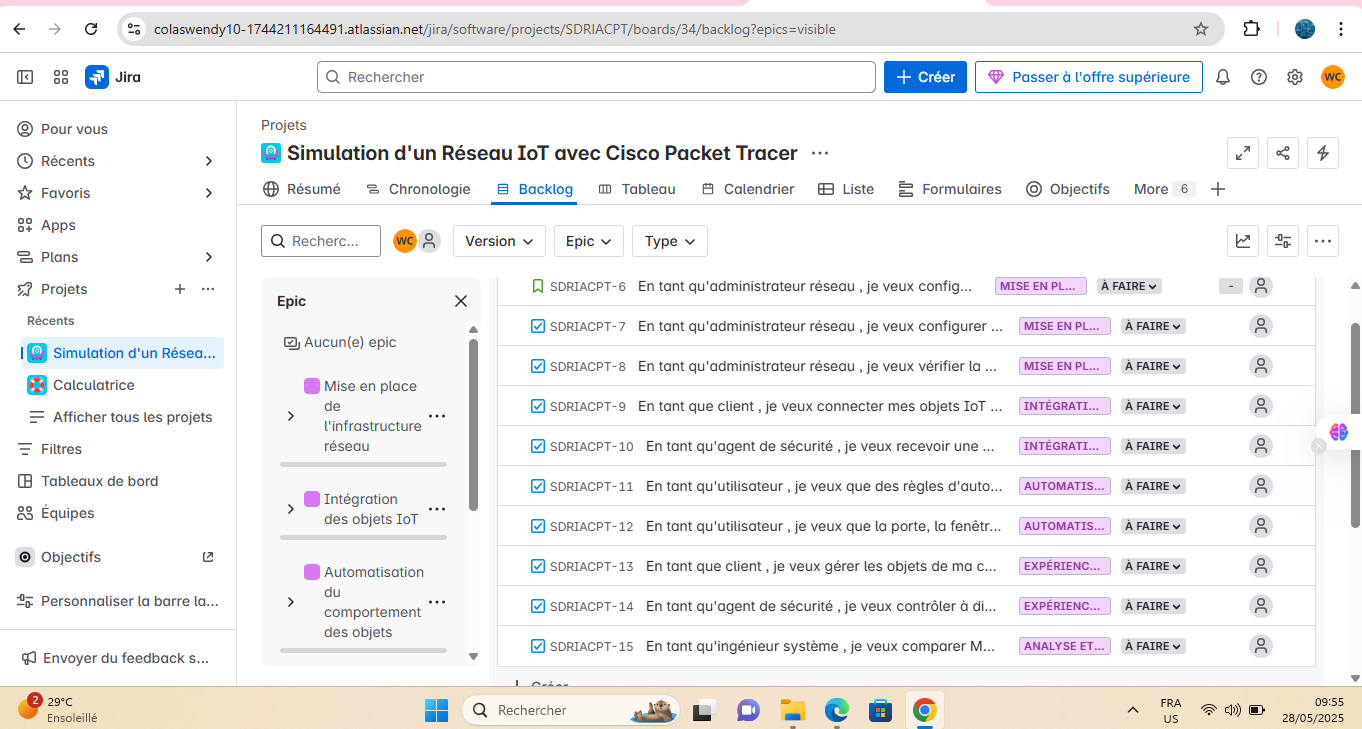 colaswendy10-1744211164491.atlassian.net/jira/software/projects/SDRIACPT/boards/34/backlog?epics=visible
Jira
Rechercher
Créer
Passer à l'offre supérieure
WC
Pour vous
Récents
Favoris
Apps
Plans
Projets
Récents
Simulation d'un Résea...
Calculatrice
Afficher tous les projets
Filtres
Tableaux de bord
Équipes
Objectifs
Personnaliser la barre la...
Envoyer du feedback s...
Projets
Simulation d'un Réseau IoT avec Cisco Packet Tracer
Résumé
Chronologie
Backlog
Tableau
Calendrier
Liste
Formulaires
Objectifs
More 6
Recherc...
WC
Version
Epic
Type
Epic
Aucun(e) epic
Mise en place
de
l'infrastructure
réseau
Intégration
des objets IoT
Automatisation
du
comportement
des objets
SDRIACPT-6 En tant qu'administrateur réseau , je veux config... MISE EN PL... À FAIRE -
SDRIACPT-7 En tant qu'administrateur réseau , je veux configurer ... MISE EN PL... À FAIRE
SDRIACPT-8 En tant qu'administrateur réseau , je veux vérifier la ... MISE EN PL... À FAIRE
SDRIACPT-9 En tant que client , je veux connecter mes objets IoT ... INTÉGRATI... À FAIRE
SDRIACPT-10 En tant qu'agent de sécurité , je veux recevoir une ... INTÉGRATI... À FAIRE
SDRIACPT-11 En tant qu'utilisateur , je veux que des règles d'auto... AUTOMATIS... À FAIRE
SDRIACPT-12 En tant qu'utilisateur , je veux que la porte, la fenêtr... AUTOMATIS... À FAIRE
SDRIACPT-13 En tant que client , je veux gérer les objets de ma c... EXPÉRIENC... À FAIRE
SDRIACPT-14 En tant qu'agent de sécurité , je veux contrôler à di... EXPÉRIENC... À FAIRE
SDRIACPT-15 En tant qu'ingénieur système , je veux comparer M... ANALYSE ET... À FAIRE
Créer
2
29°C
Ensoleillé
Rechercher
FRA
US
09:55
28/05/2025